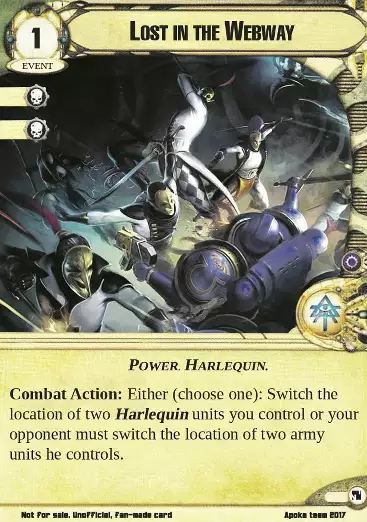 Lost in the Webway
1
EVENT
Power. Harlequin.
Combat Action: Either (choose one): Switch the
location of two Harlequin units you control or your
opponent must switch the location of two army
units he controls.
Not for sale. Unofficial, Fan-made card
Apoka team 2017